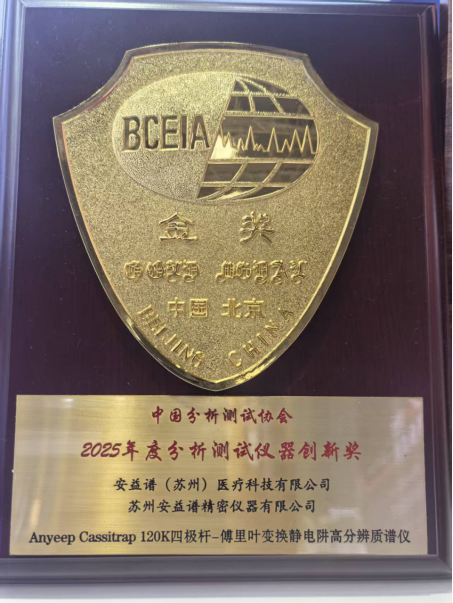 BCEIA
金奖
GOLD MEDAL
中国 北京
BEIJING · CHINA
中国分析测试协会
2025年度分析测试仪器创新奖
安益谱（苏州）医疗科技有限公司
苏州安益谱精密仪器有限公司
Anyeep Cassitrap 120K四极杆-傅里叶变换静电阱高分辨质谱仪